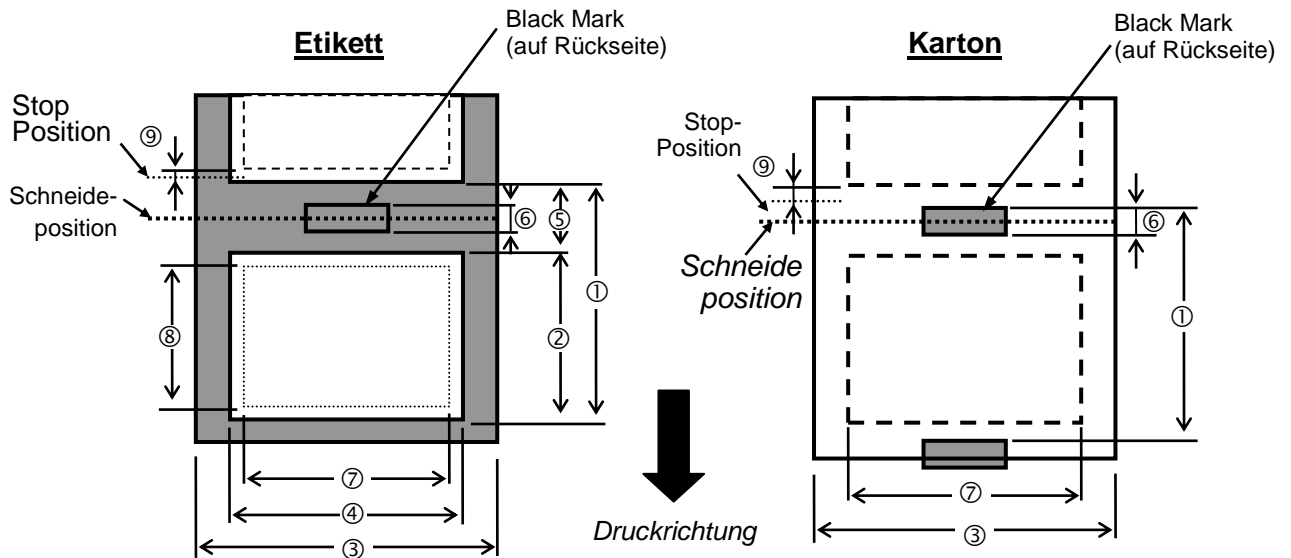 Etikett
Black Mark
(auf Rückseite)
Stop
Position
⑨
Schneide-
position
⑥
⑤
①
②
⑧
⑦
④
③
Druckrichtung
Karton
Black Mark
(auf Rückseite)
Stop-
Position
⑨
Schneide
position
⑥
①
⑦
③